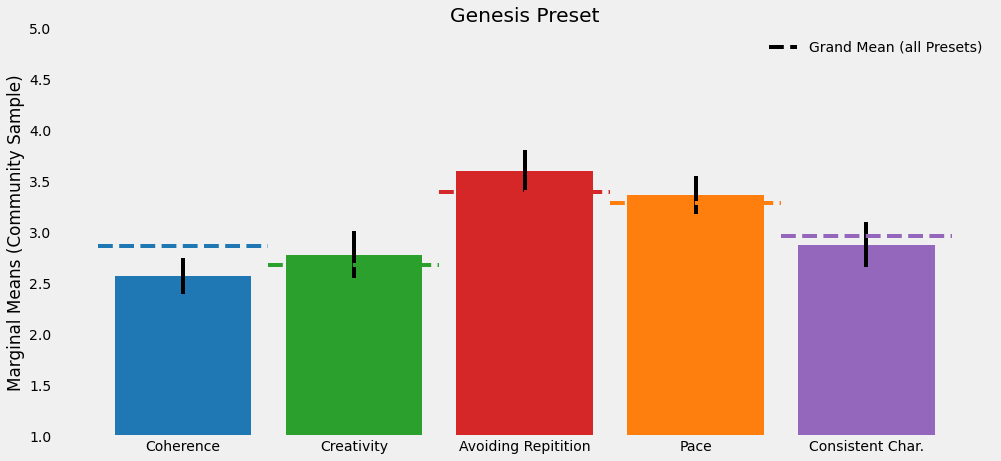 Genesis Preset
Grand Mean (all Presets)
Marginal Means (Community Sample)
5.0
4.5
4.0
3.5
3.0
2.5
2.0
1.5
1.0
Coherence
Creativity
Avoiding Repitition
Pace
Consistent Char.